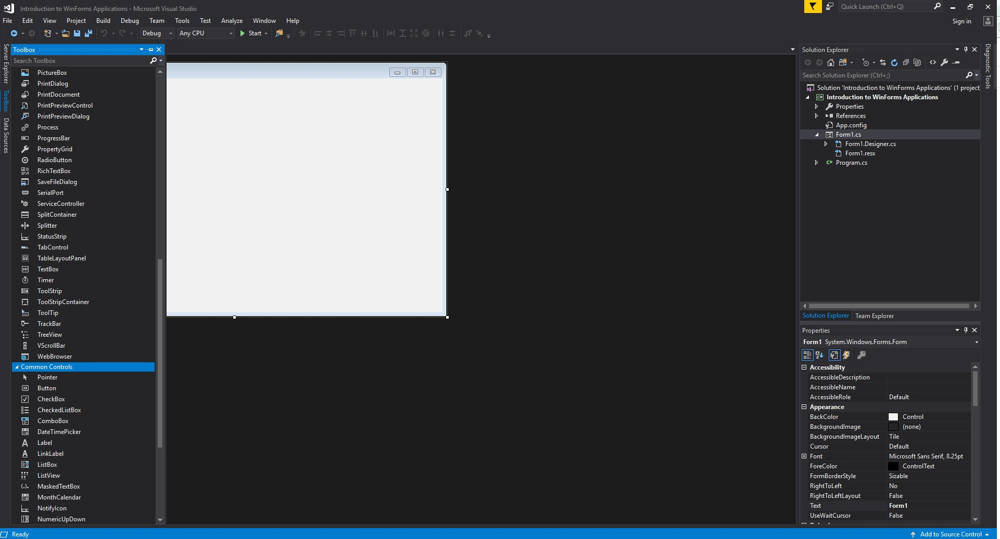 Introduction to WinForms Applications - Microsoft Visual Studio
Quick Launch (Ctrl+Q)
File Edit View Project Build Debug Team Tools Test Analyze Window Help
Sign in
Debug Any CPU Start
Server Explorer
Toolbox
Data Sources
Toolbox
Search Toolbox
PictureBox
PrintDialog
PrintDocument
PrintPreviewControl
PrintPreviewDialog
Process
ProgressBar
PropertyGrid
RadioButton
RichTextBox
SaveFileDialog
SerialPort
ServiceController
SplitContainer
Splitter
StatusStrip
TabControl
TableLayoutPanel
TextBox
Timer
ToolStrip
ToolStripContainer
ToolTip
TrackBar
TreeView
VScrollBar
WebBrowser
Common Controls
Pointer
Button
CheckBox
CheckedListBox
ComboBox
DateTimePicker
Label
LinkLabel
ListBox
ListView
MaskedTextBox
MonthCalendar
NotifyIcon
NumericUpDown
Solution Explorer
Search Solution Explorer (Ctrl+;)
Solution 'Introduction to WinForms Applications' (1 project
Introduction to WinForms Applications
Properties
References
App.config
Form1.cs
Form1.Designer.cs
Form1.resx
C# Program.cs
Solution Explorer Team Explorer
Diagnostic Tools
Properties
Form1 System.Windows.Forms.Form
Accessibility
AccessibleDescription
AccessibleName
AccessibleRole Default
Appearance
BackColor Control
BackgroundImage (none)
BackgroundImageLayout Tile
Cursor Default
Font Microsoft Sans Serif, 8.25pt
ForeColor ControlText
FormBorderStyle Sizable
RightToLeft No
RightToLeftLayout False
Text Form1
UseWaitCursor False
Ready
Add to Source Control